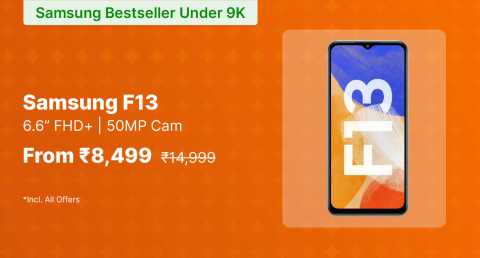 Samsung Bestseller Under 9K
Samsung F13
6.6” FHD+ | 50MP Cam
From ₹8,499 ₹14,999
*Incl. All Offers
F13